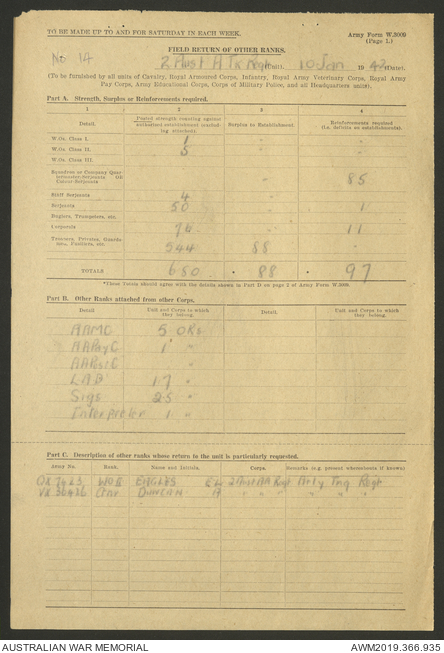 TO BE MADE UP TO AND FOR SATURDAY IN EACH WEEK.
Army Form W.3009
(Page 1.)
FIELD RETURN OF OTHER RANKS.
No 14 2 Aust A Tk Regt (Unit). 10 Jan 1942 (Date).
(To be furnished by all units of Cavalry, Royal Armoured Corps, Infantry, Royal Army Veterinary Corps, Royal Army
Pay Corps, Army Educational Corps, Corps of Military Police, and all Headquarters units).
Part A. Strength, Surplus or Reinforcements required.
1 2 3 4
Detail. Posted strength counting against authorised establishment (excluding attached). Surplus to Establishment. Reinforcements required (i.e. deficits on establishments).
W.Os. Class I. 1
W.Os. Class II. 5
W.Os. Class III.
Squadron or Company Quartermaster-Serjeants OR Colour-Serjeants 85
Staff Serjeants 4
Serjeants 50 1
Buglers, Trumpeters, etc.
Corporals 76 11
Troopers, Privates, Guardsmen, Fusiliers, etc. 544 88
TOTALS 680 * 88 * 97
*These totals should agree with the details shown in Part D on page 2 of Army Form W.3009.
Part B. Other Ranks attached from other Corps.
Detail Unit and Corps to which they belong. Detail. Unit and Corps to which they belong.
AAMC 5 ORs
AAPayC 1 "
AAPostC
LAD 17 "
Sigs 25 "
Interpreter 1 "
Part C. Description of other ranks whose return to the unit is particularly requested.
Army No. Rank. Name and Initials. Corps. Remarks (e.g. present whereabouts if known)
EAGLES 2 Aust Regt Arty Trg Regt
DUNCAN A " " " "
AUSTRALIAN WAR MEMORIAL
AWM2019.366.935